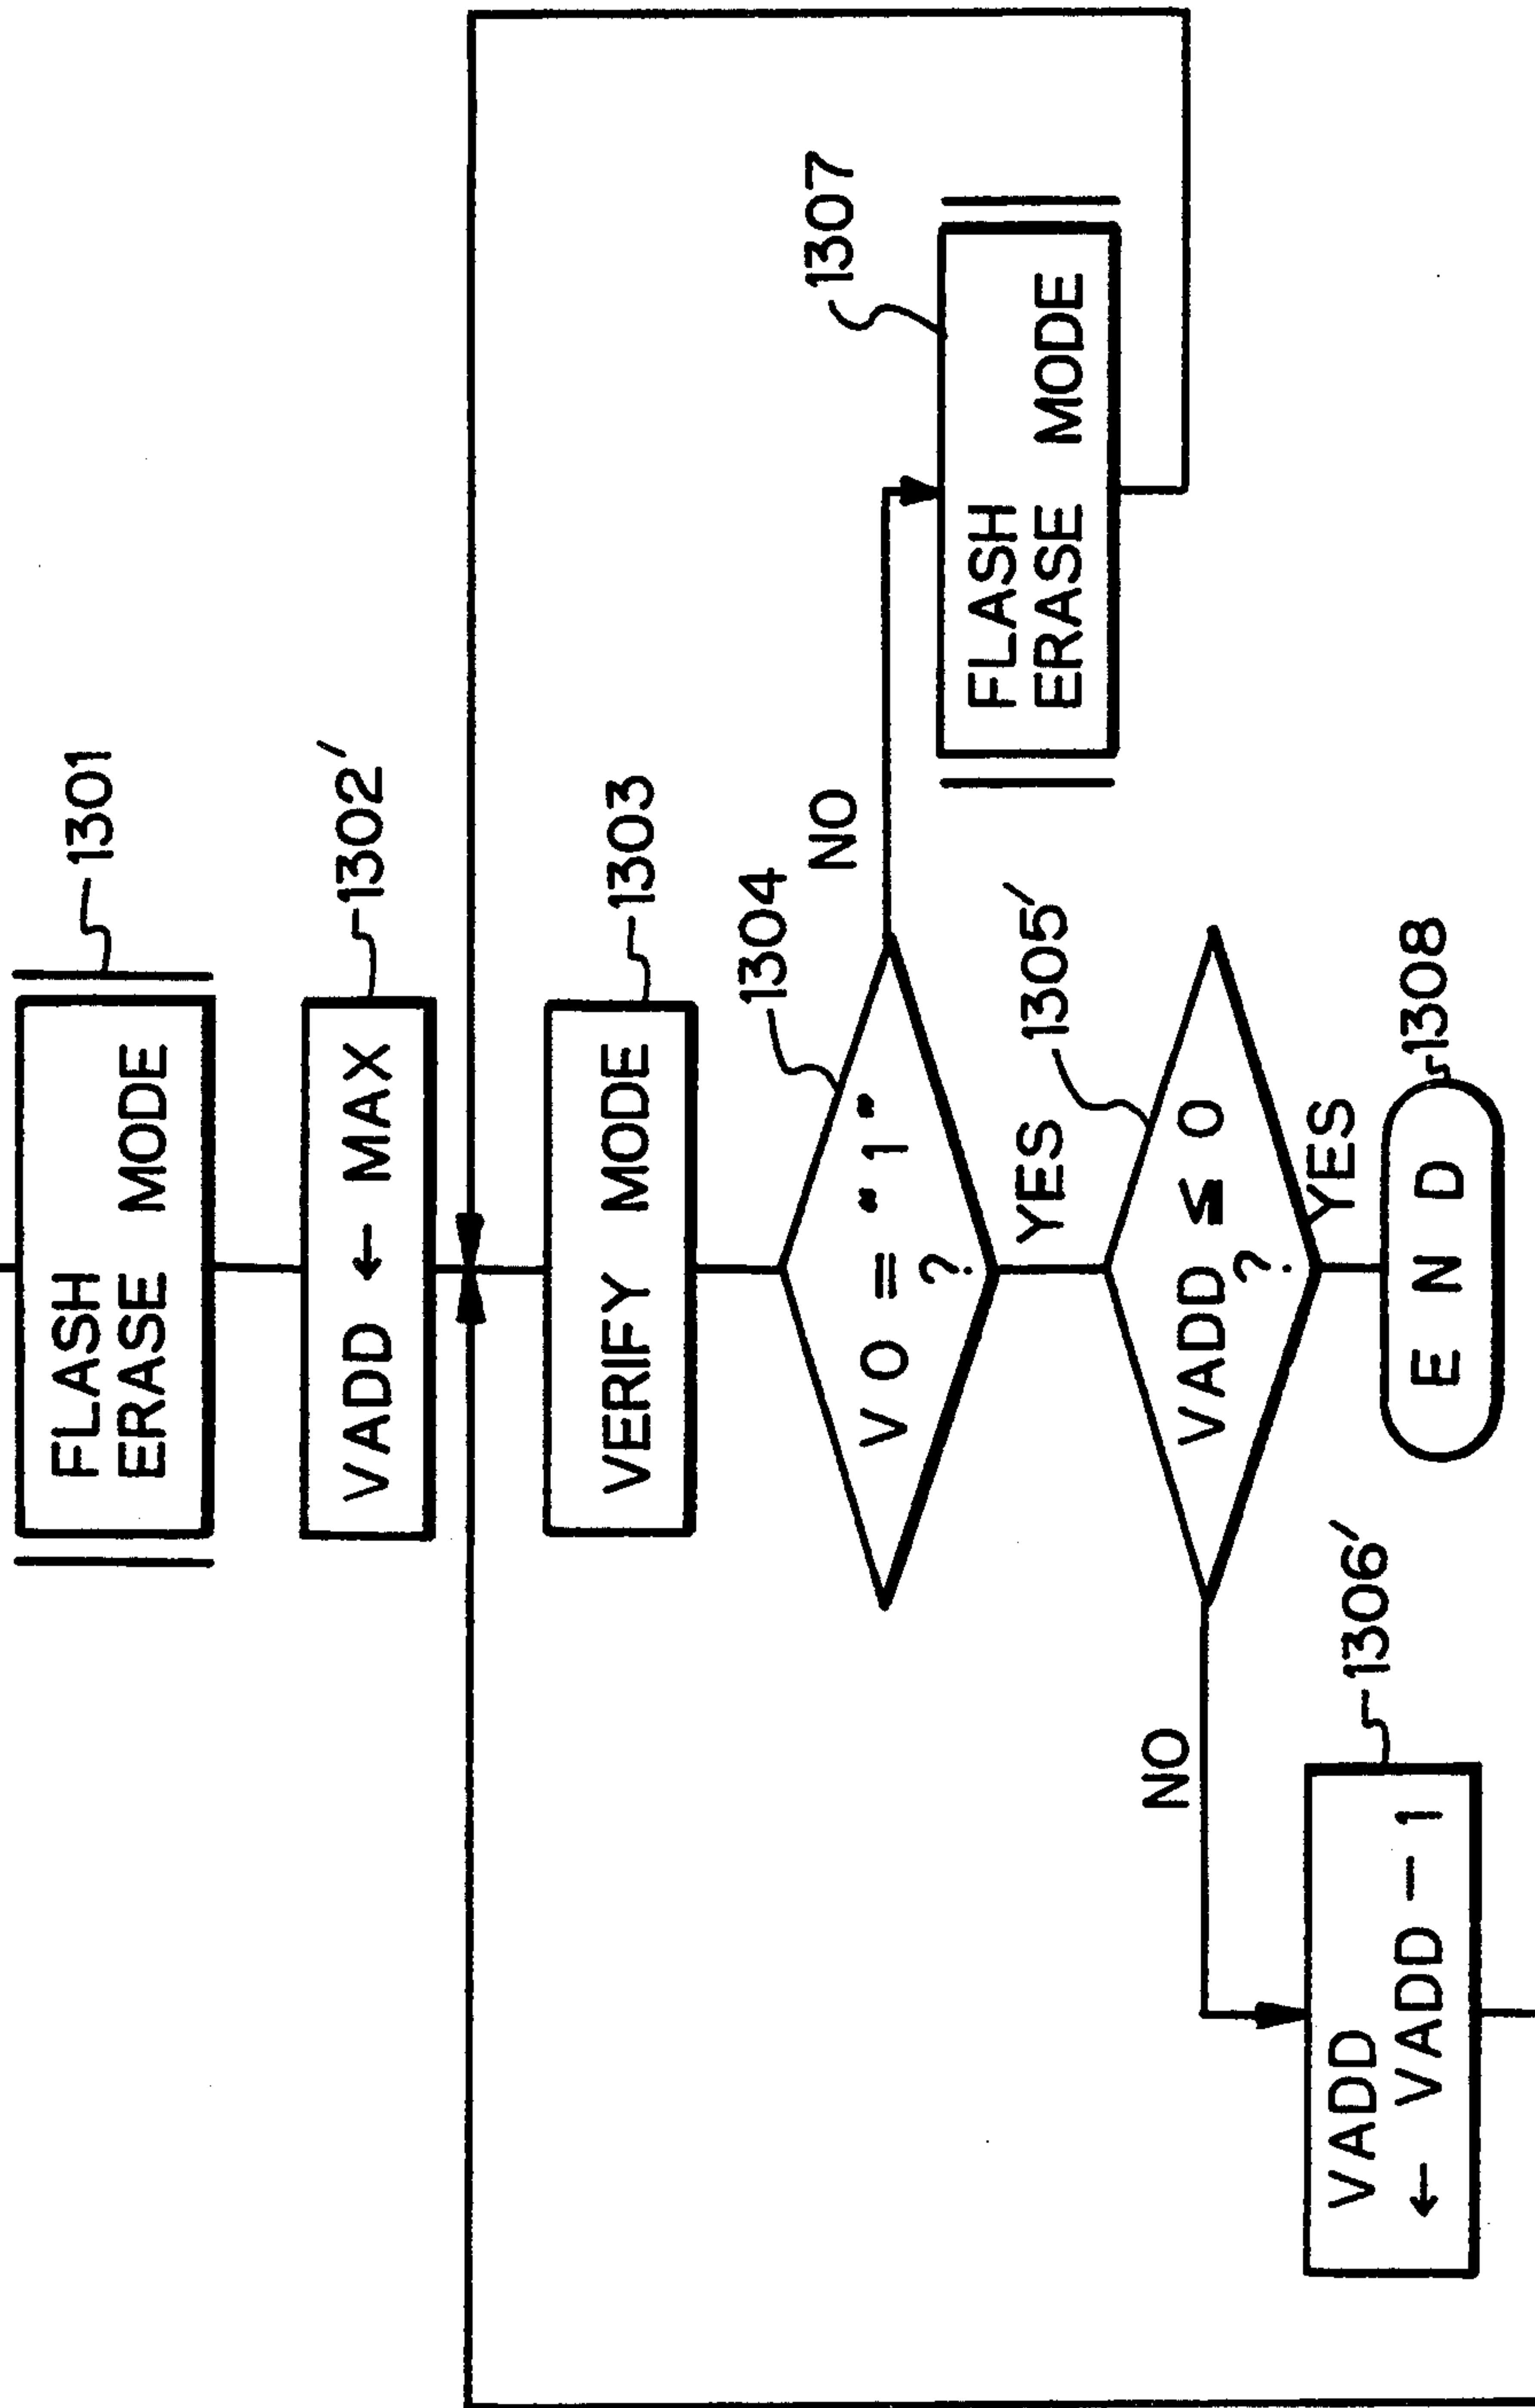 FLASH
ERASE MODE
1301
VADD ← MAX
1302′
VERIFY MODE
1303
V0 = "1"
?
1304
NO
YES
FLASH
ERASE MODE
1307
VADD ≤ 0
?
1305′
NO
YES
VADD
← VADD − 1
1306′
END
1308